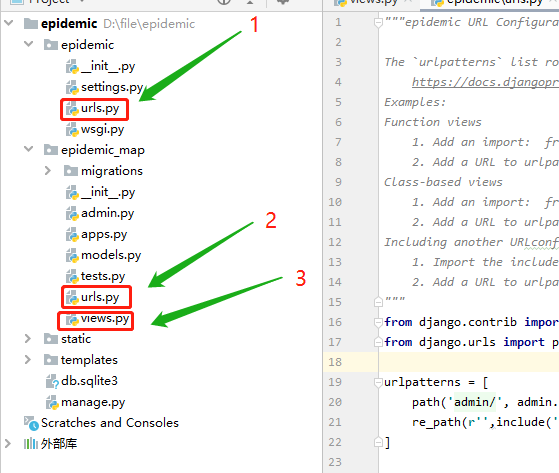 Project
views.py
epidemic\urls.py
epidemic D:\file\epidemic
epidemic
__init__.py
settings.py
urls.py
wsgi.py
epidemic_map
migrations
__init__.py
admin.py
apps.py
models.py
tests.py
urls.py
views.py
static
templates
db.sqlite3
manage.py
Scratches and Consoles
外部库
1
2
3
1 """epidemic URL Configura
2
3 The `urlpatterns` list ro
4 https://docs.djangopr
5 Examples:
6 Function views
7 1. Add an import: fr
8 2. Add a URL to urlpa
9 Class-based views
10 1. Add an import: fr
11 2. Add a URL to urlpa
12 Including another URLconf
13 1. Import the include
14 2. Add a URL to urlpa
15 """
16 from django.contrib impor
17 from django.urls import p
18
19 urlpatterns = [
20 path('admin/', admin.
21 re_path(r'',include('
22 ]
23